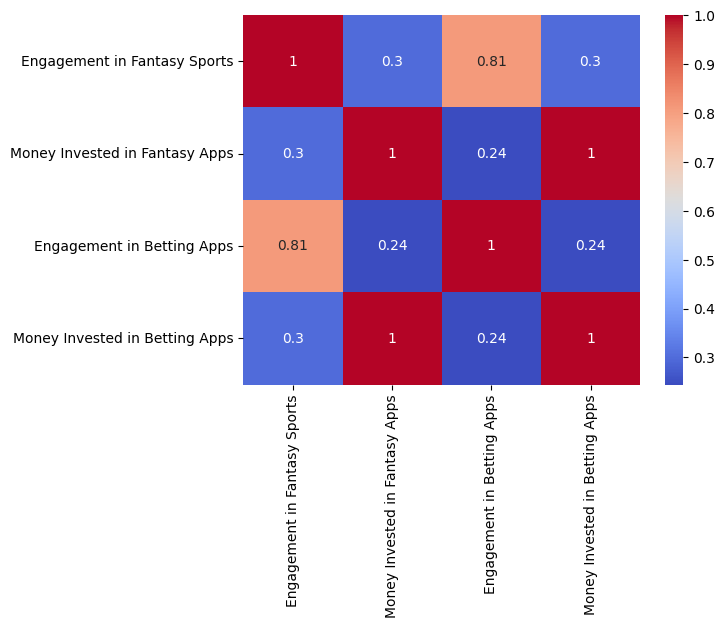 Engagement in Fantasy Sports 1 0.3 0.81 0.3
Money Invested in Fantasy Apps 0.3 1 0.24 1
Engagement in Betting Apps 0.81 0.24 1 0.24
Money Invested in Betting Apps 0.3 1 0.24 1
Engagement in Fantasy Sports
Money Invested in Fantasy Apps
Engagement in Betting Apps
Money Invested in Betting Apps
1.0
0.9
0.8
0.7
0.6
0.5
0.4
0.3